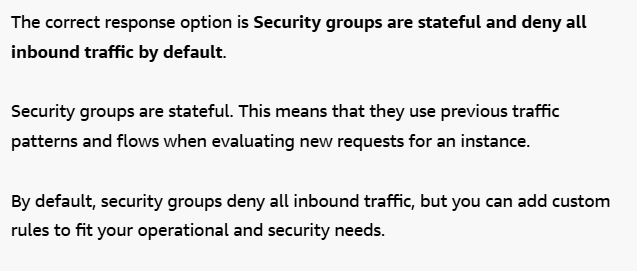 The correct response option is Security groups are stateful and deny all
inbound traffic by default.
Security groups are stateful. This means that they use previous traffic
patterns and flows when evaluating new requests for an instance.
By default, security groups deny all inbound traffic, but you can add custom
rules to fit your operational and security needs.